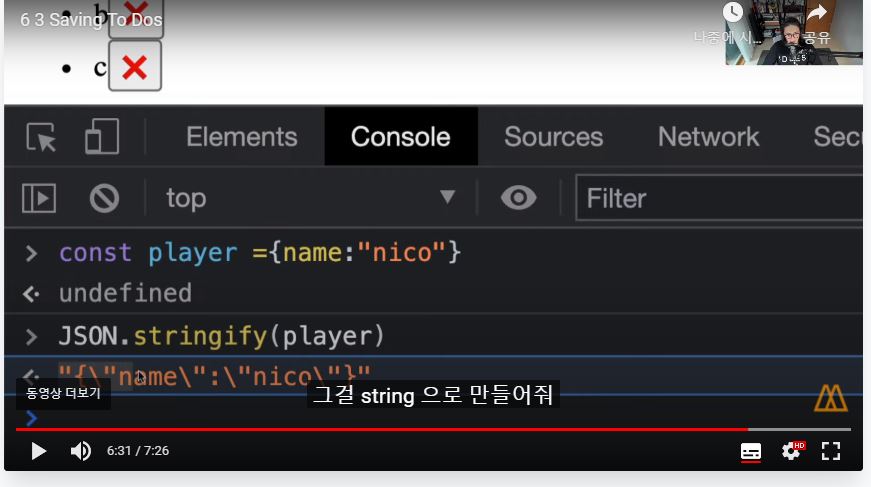 6 3 Saving To Dos
나중에 시... 공유
• b
• c
Elements Console Sources Network Secu
top Filter
> const player ={name:"nico"}
<· undefined
> JSON.stringify(player)
<· "{\"name\":\"nico\"}"
동영상 더보기
그걸 string 으로 만들어줘
>
6:31 / 7:26
HD